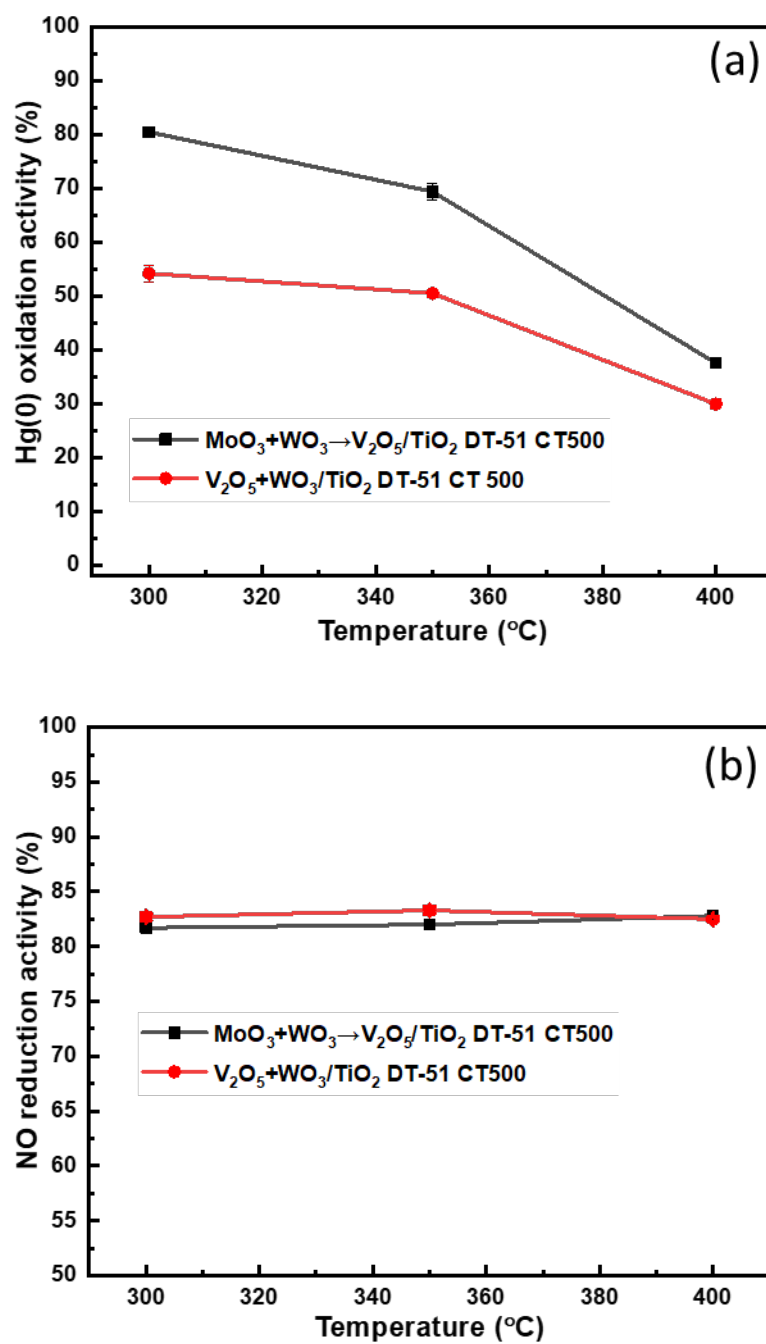 (a)
Hg(0) oxidation activity (%)
100
90
80
70
60
50
40
30
20
10
0
MoO₃+WO₃→V₂O₅/TiO₂ DT-51 CT500
V₂O₅+WO₃/TiO₂ DT-51 CT 500
300 320 340 360 380 400
Temperature (°C)
(b)
NO reduction activity (%)
100
95
90
85
80
75
70
65
60
55
50
MoO₃+WO₃→V₂O₅/TiO₂ DT-51 CT500
V₂O₅+WO₃/TiO₂ DT-51 CT500
300 320 340 360 380 400
Temperature (°C)